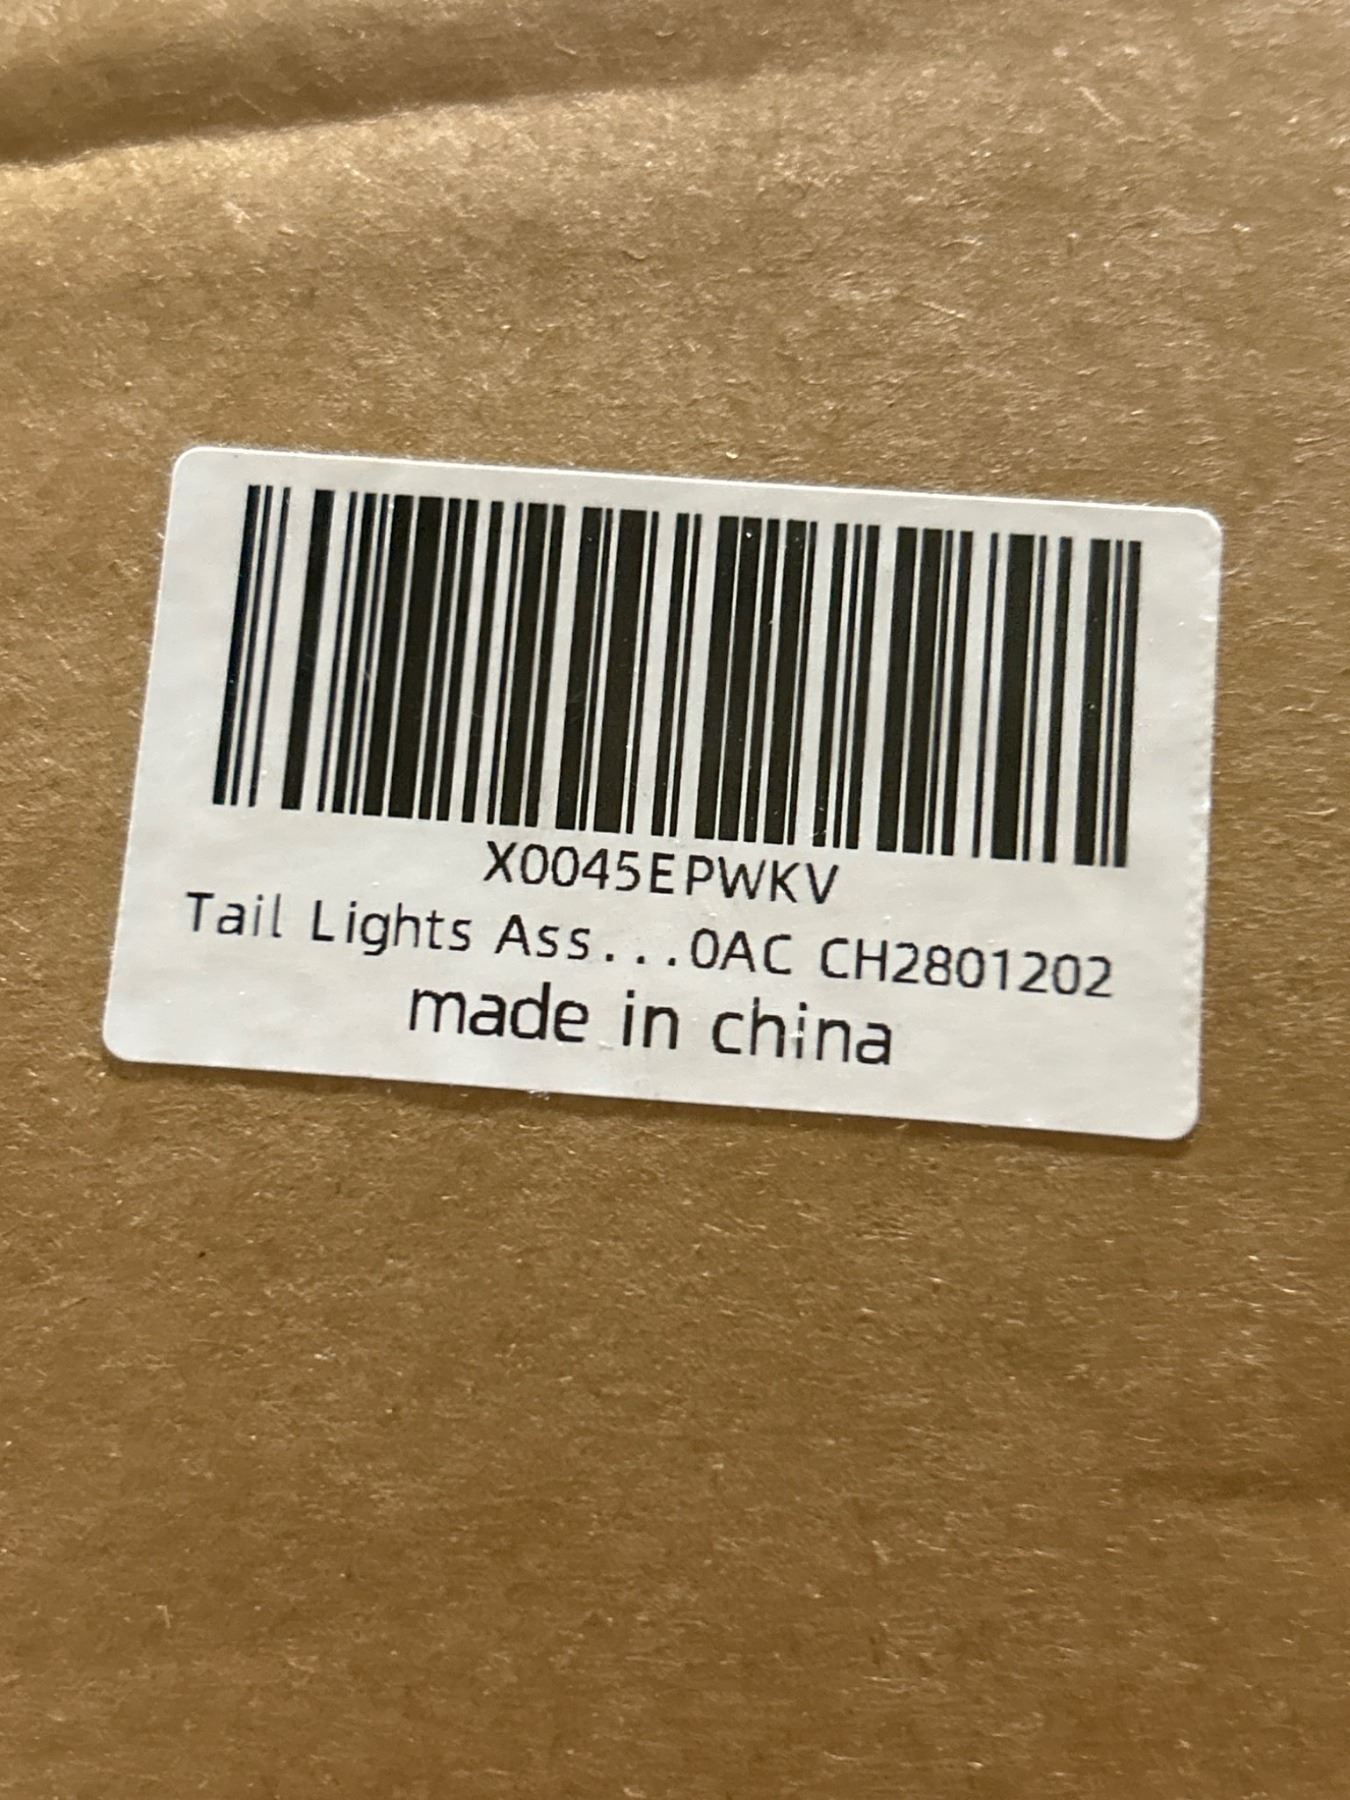 X0045EPWKV
Tail Lights Ass...0AC CH2801202
made in china